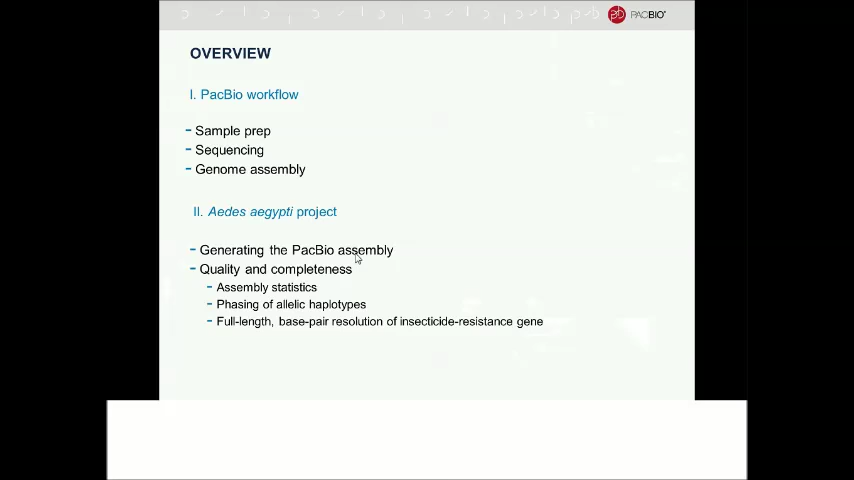 PACBIO®
OVERVIEW
I. PacBio workflow
- Sample prep
- Sequencing
- Genome assembly
II. Aedes aegypti project
- Generating the PacBio assembly
- Quality and completeness
- Assembly statistics
- Phasing of allelic haplotypes
- Full-length, base-pair resolution of insecticide-resistance gene